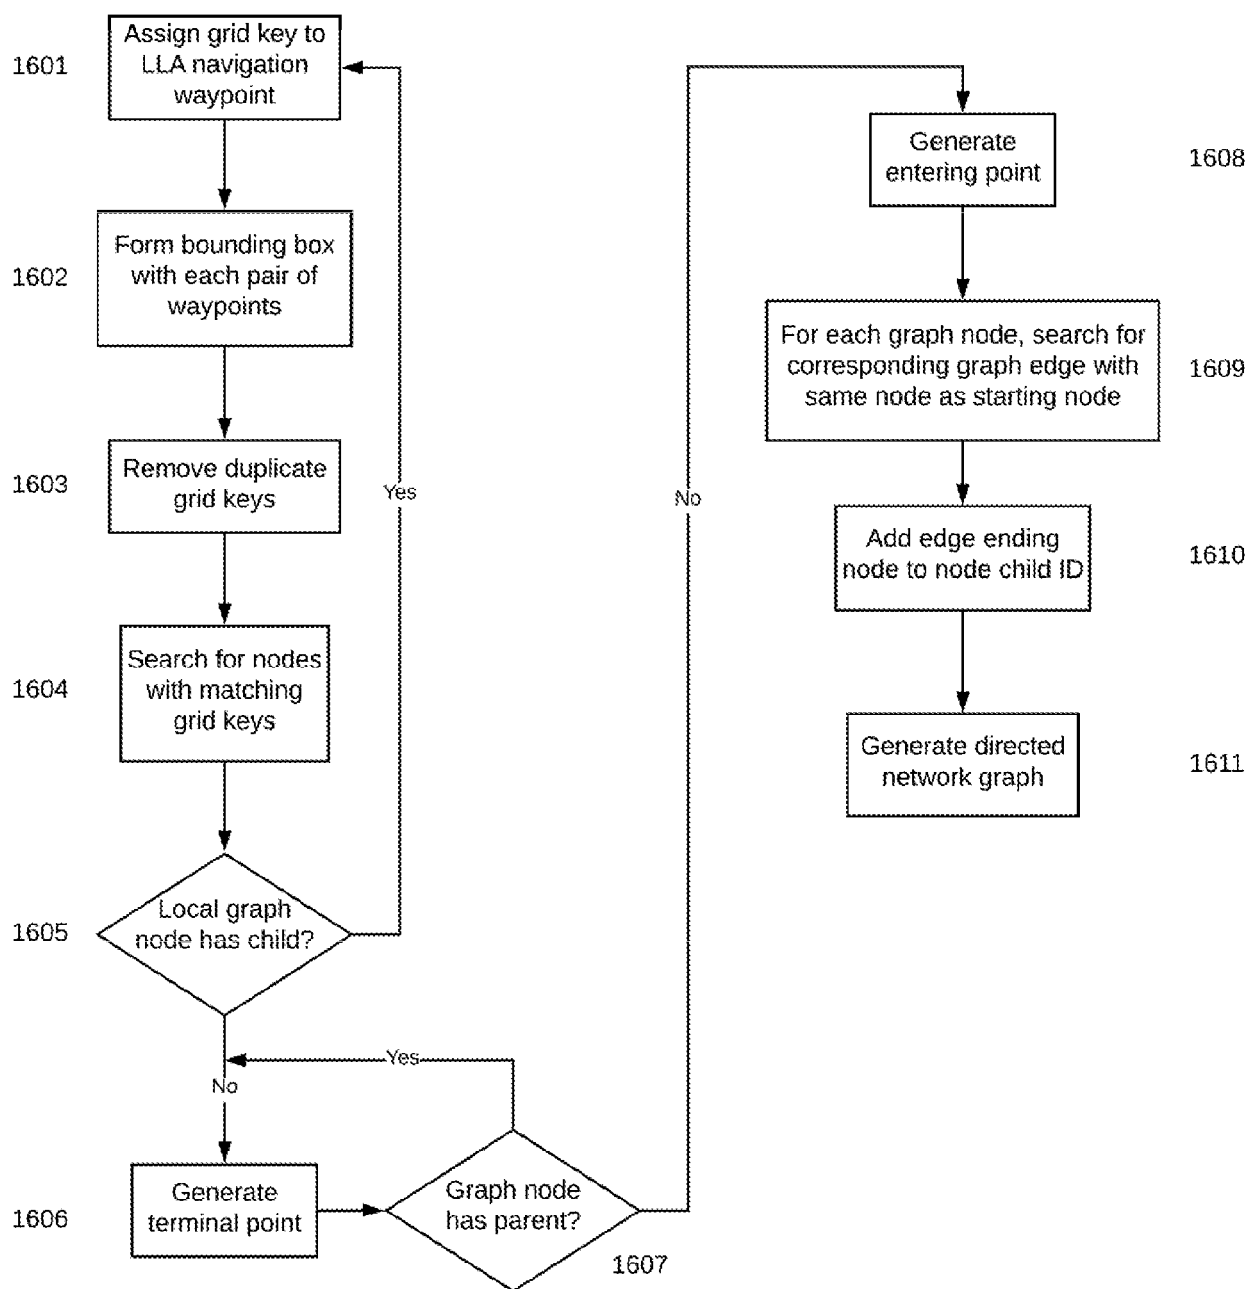 1601
Assign grid key to
LLA navigation
waypoint
1602
Form bounding box
with each pair of
waypoints
1603
Remove duplicate
grid keys
Yes
1604
Search for nodes
with matching
grid keys
1605
Local graph
node has child?
Yes
No
1606
Generate
terminal point
Graph node
has parent?
1607
No
Generate
entering point
1608
For each graph node, search for
corresponding graph edge with
same node as starting node
1609
Add edge ending
node to node child ID
1610
Generate directed
network graph
1611